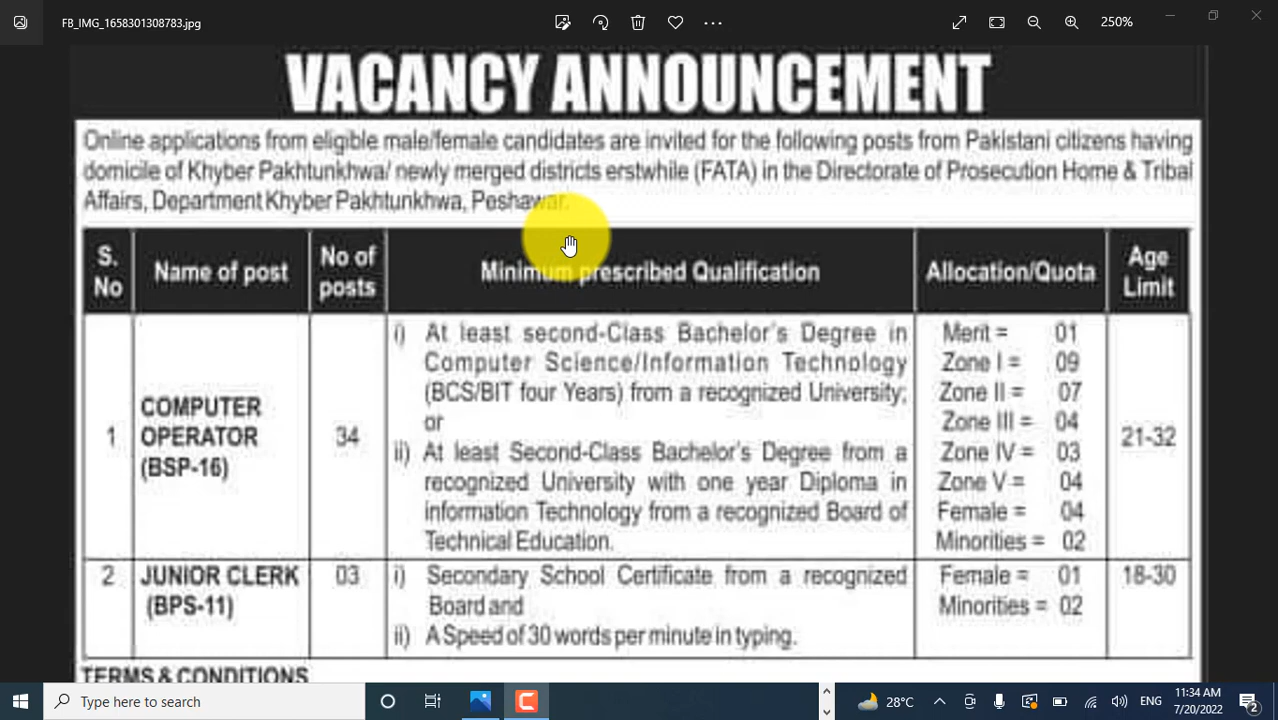 FB_IMG_1658301308783.jpg
250%
VACANCY ANNOUNCEMENT
Online applications from eligible male/female candidates are invited for the following posts from Pakistani citizens having
domicile of Khyber Pakhtunkhwa/ newly merged districts erstwhile (FATA) in the Directorate of Prosecution Home & Tribal
Affairs, Department Khyber Pakhtunkhwa, Peshawar.
S. No
Name of post
No of posts
Minimum prescribed Qualification
Allocation/Quota
Age Limit
1
COMPUTER
OPERATOR
(BSP-16)
34
i) At least second-Class Bachelor's Degree in
Computer Science/Information Technology
(BCS/BIT four Years) from a recognized University;
or
ii) At least Second-Class Bachelor's Degree from a
recognized University with one year Diploma in
information Technology from a recognized Board of
Technical Education.
Merit = 01
Zone I = 09
Zone II = 07
Zone III = 04
Zone IV = 03
Zone V = 04
Female = 04
Minorities = 02
21-32
2
JUNIOR CLERK
(BPS-11)
03
i) Secondary School Certificate from a recognized
Board and
ii) A Speed of 30 words per minute in typing.
Female = 01
Minorities = 02
18-30
TERMS & CONDITIONS
Type here to search
28°C
ENG
11:34 AM
7/20/2022
2